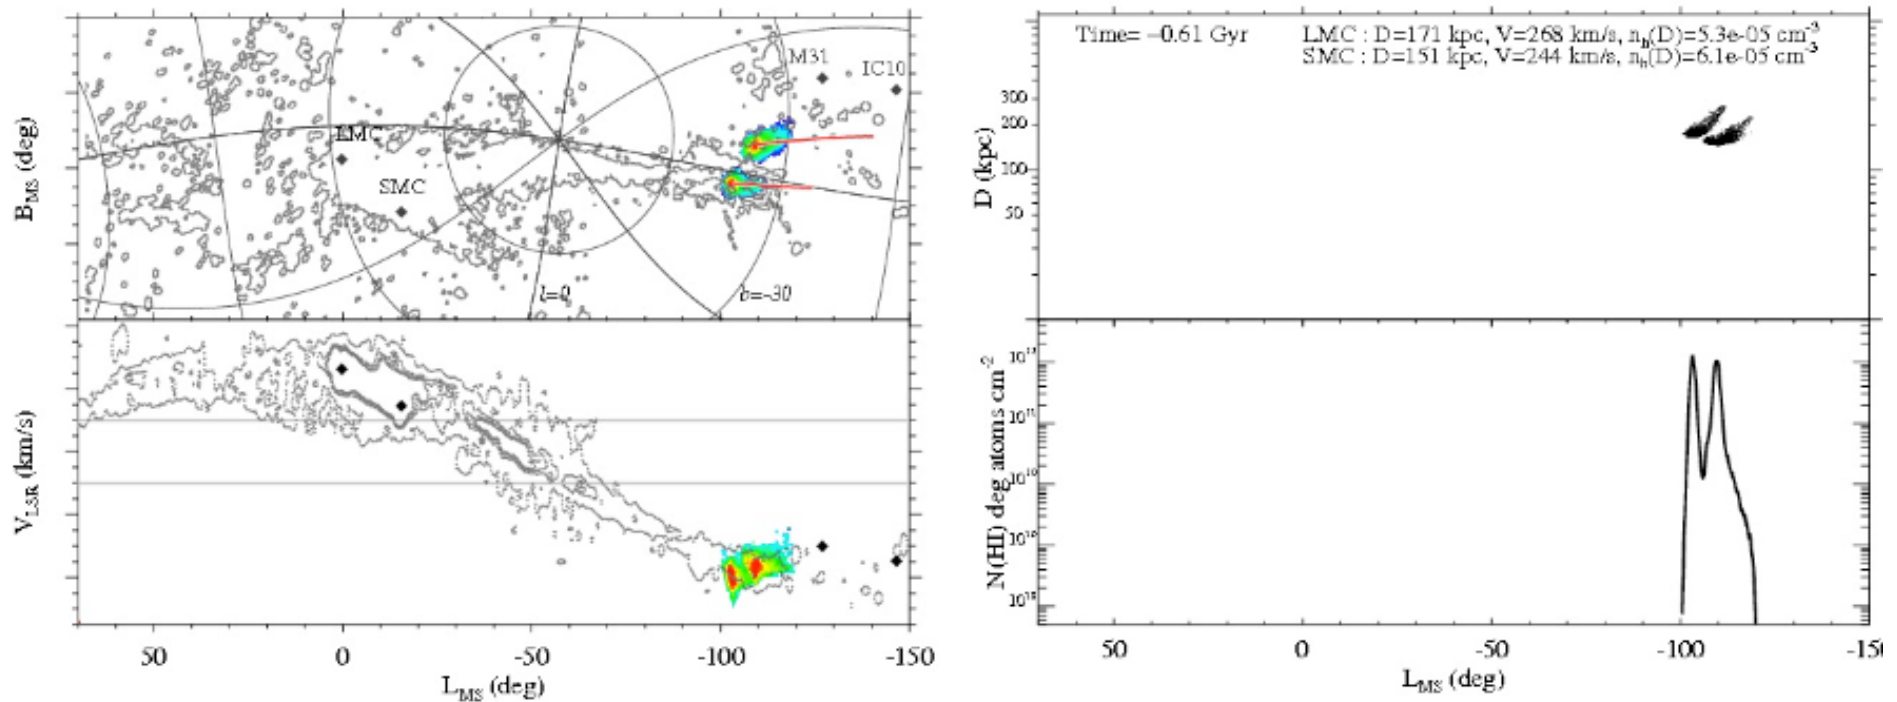 Time= −0.61 Gyr
LMC : D=171 kpc, V=268 km/s, n_h(D)=5.3e-05 cm^-3
SMC : D=151 kpc, V=244 km/s, n_h(D)=6.1e-05 cm^-3
B_MS (deg)
M31
IC10
LMC
SMC
l=0
b=-30
V_LSR (km/s)
50 0 -50 -100 -150
L_MS (deg)
D (kpc)
300
200
100
50
N(HI) deg atoms cm^-2
50 0 -50 -100
L_MS (deg)